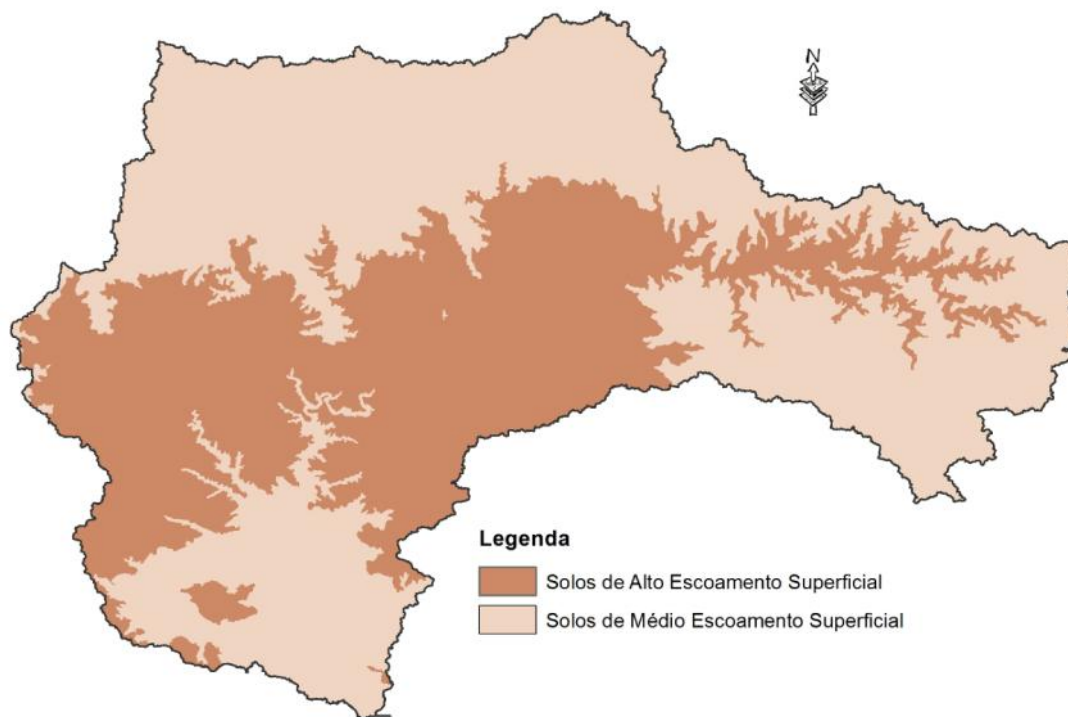 N
Legenda
Solos de Alto Escoamento Superficial
Solos de Médio Escoamento Superficial